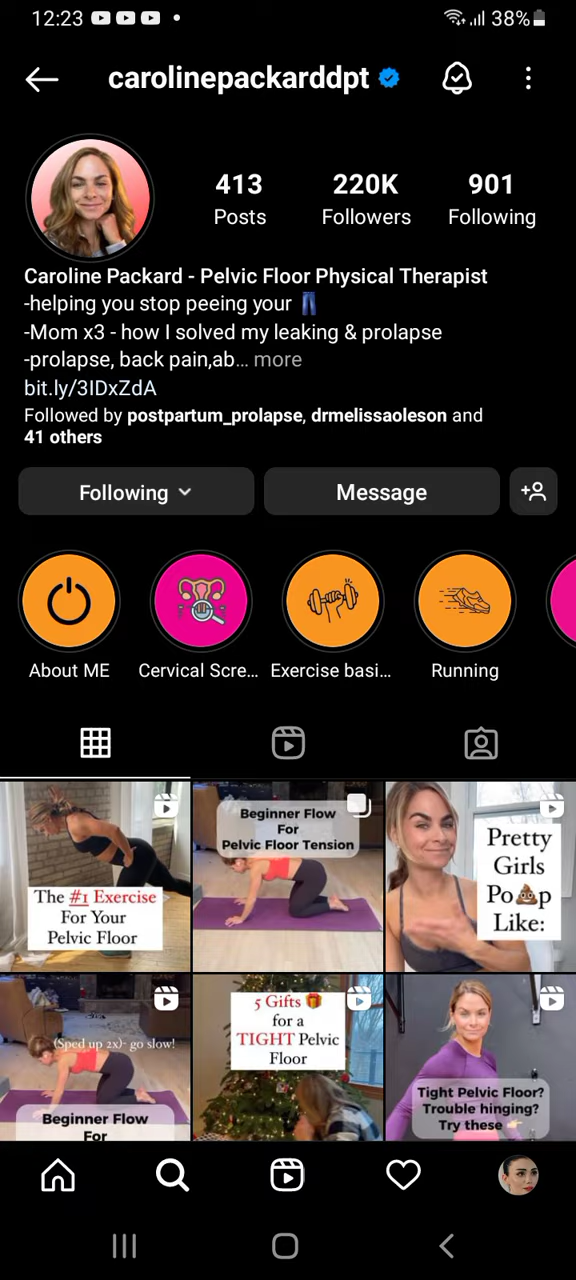 12:23
38%
carolinepackarddpt
413
220K
901
Posts
Followers
Following
Caroline Packard - Pelvic Floor Physical Therapist
-helping you stop peeing your 👖
-Mom x3 - how I solved my leaking & prolapse
-prolapse, back pain,ab... more
bit.ly/3IDxZdA
Followed by postpartum_prolapse, drmelissaoleson and
41 others
Following
Message
About ME
Cervical Scre...
Exercise basi...
Running
The #1 Exercise
For Your
Pelvic Floor
Beginner Flow
For
Pelvic Floor Tension
Pretty
Girls
Po💩p
Like:
(Sped up 2x)- go slow!
Beginner Flow
For
5 Gifts 🎁
for a
TIGHT Pelvic
Floor
Tight Pelvic Floor?
Trouble hinging?
Try these 👉